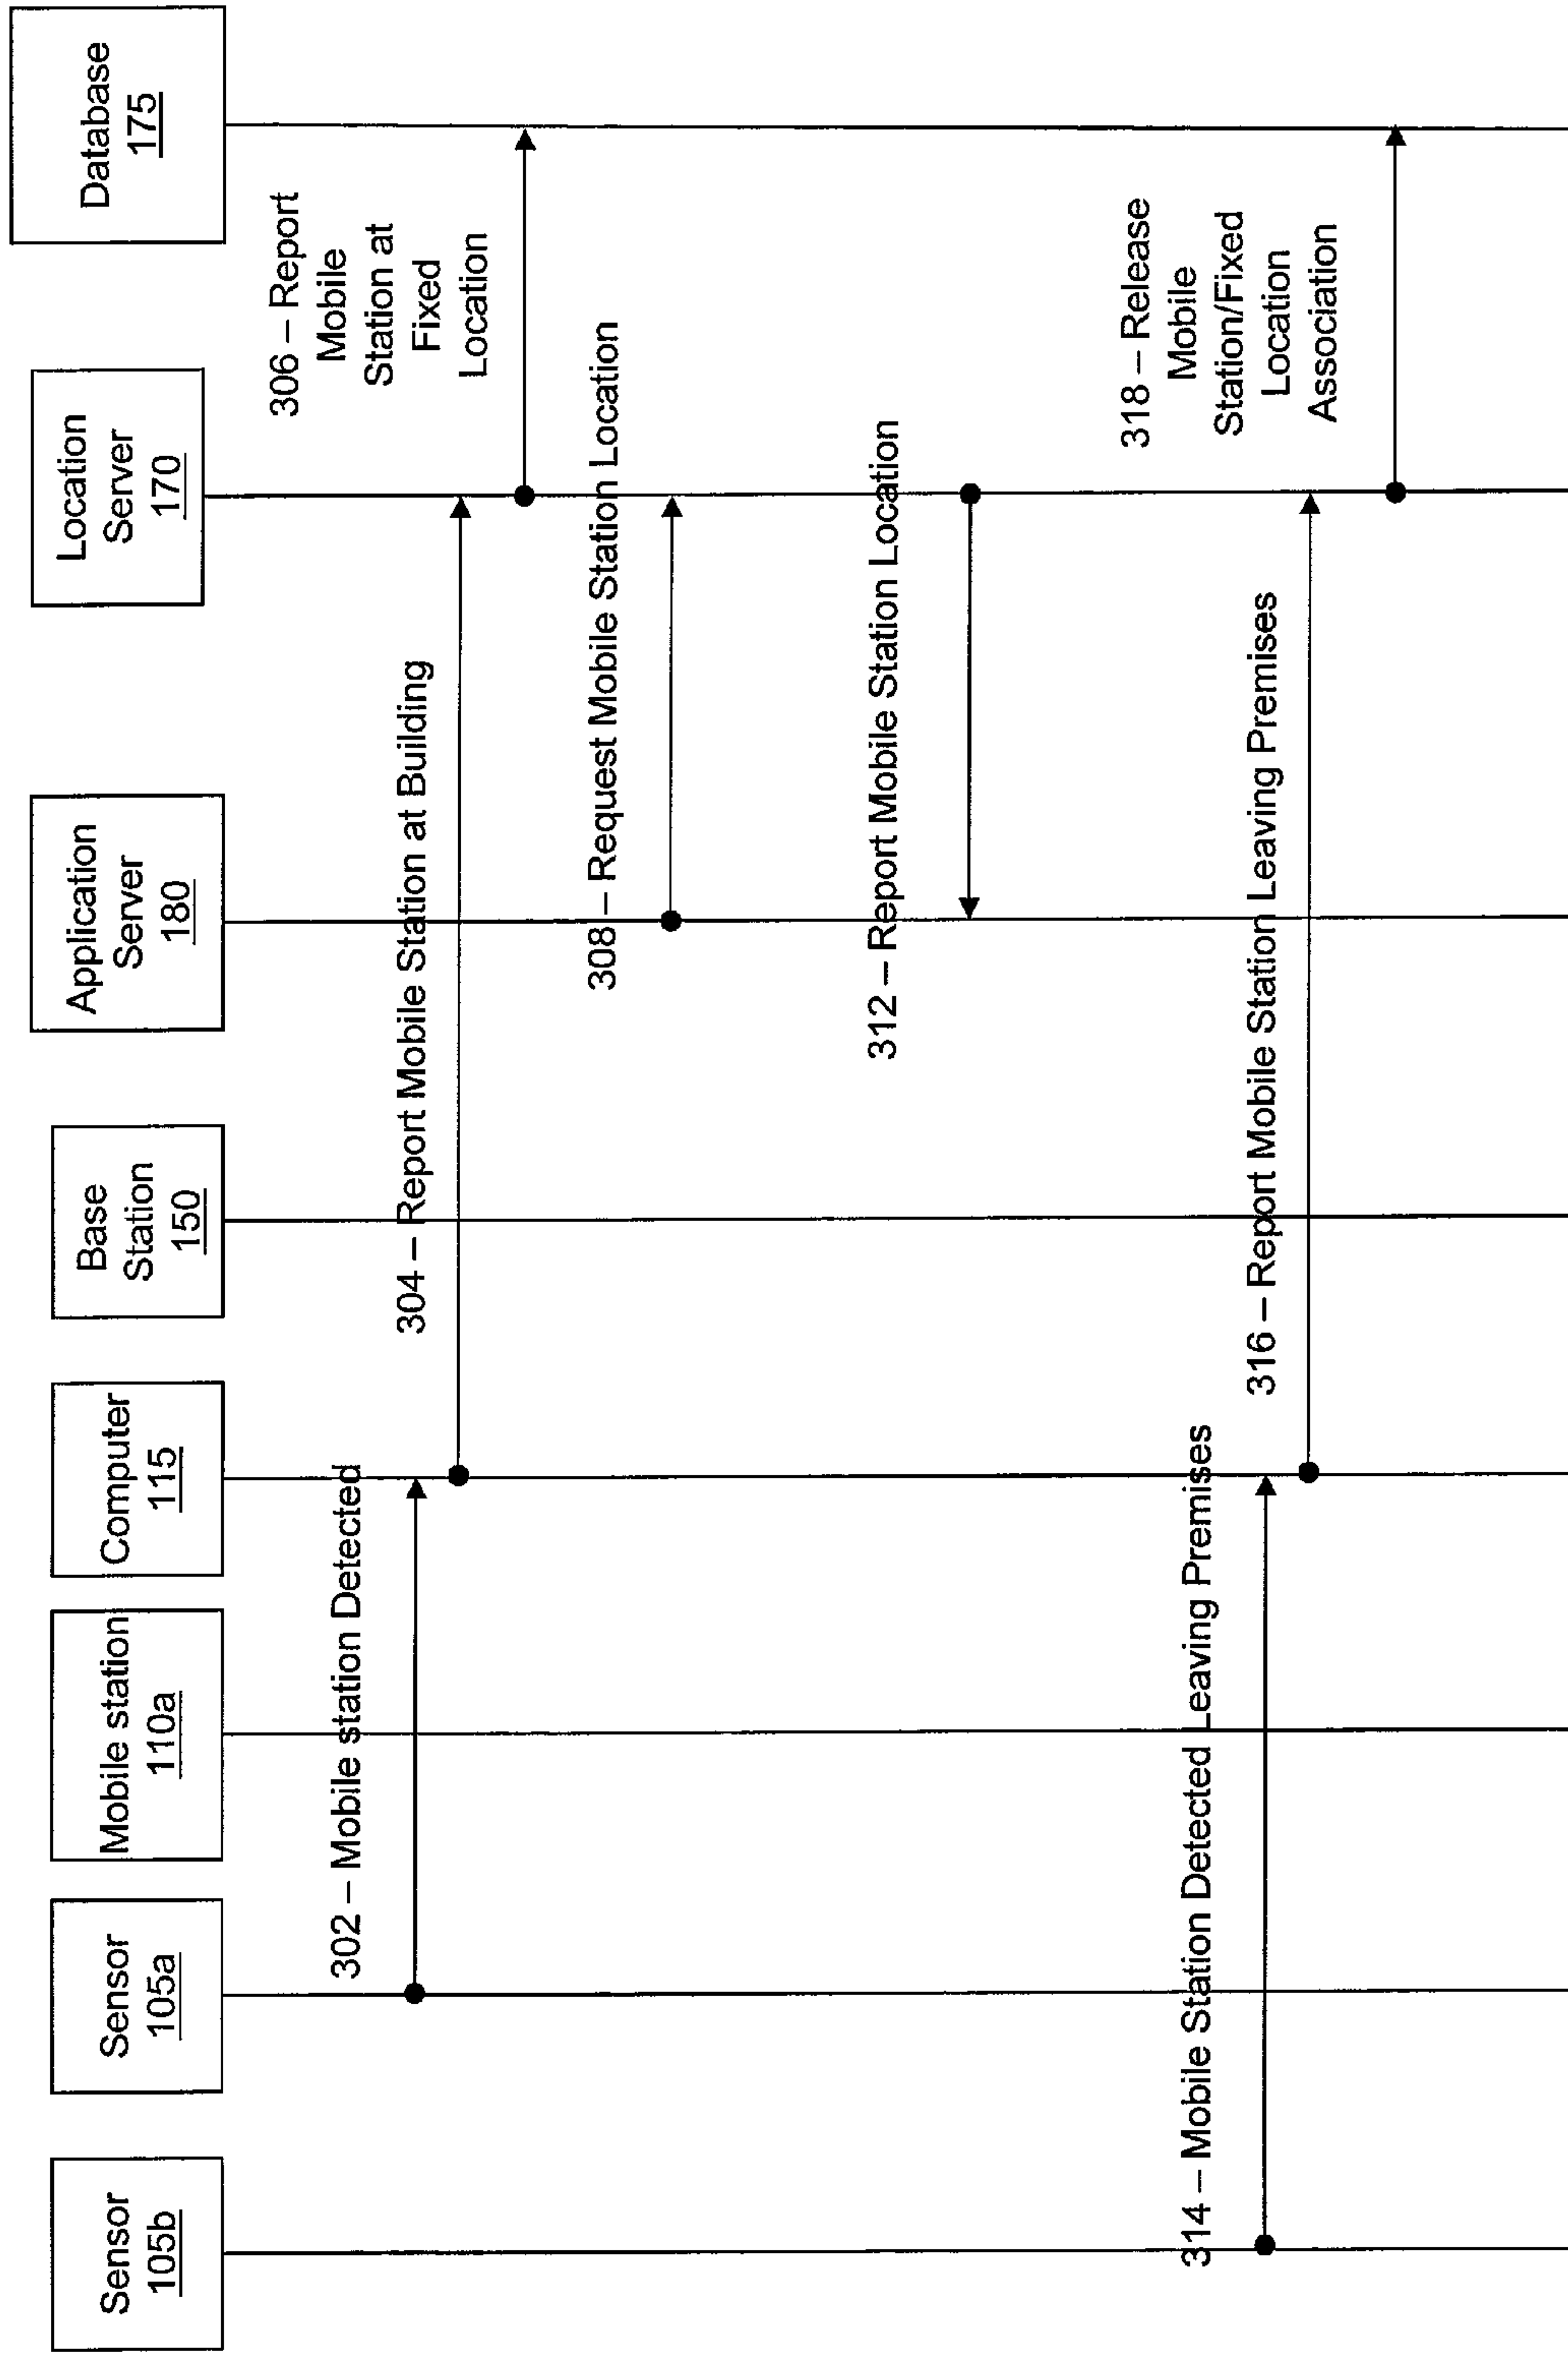 Sensor
105b
Sensor
105a
Mobile station
110a
Computer
115
Base
Station
150
Application
Server
180
Location
Server
170
Database
175
306 – Report
Mobile
Station at
Fixed
Location
302 – Mobile station Detected
304 – Report Mobile Station at Building
308 – Request Mobile Station Location
312 – Report Mobile Station Location
318 – Release
Mobile
Station/Fixed
Location
Association
314 – Mobile Station Detected Leaving Premises
316 – Report Mobile Station Leaving Premises